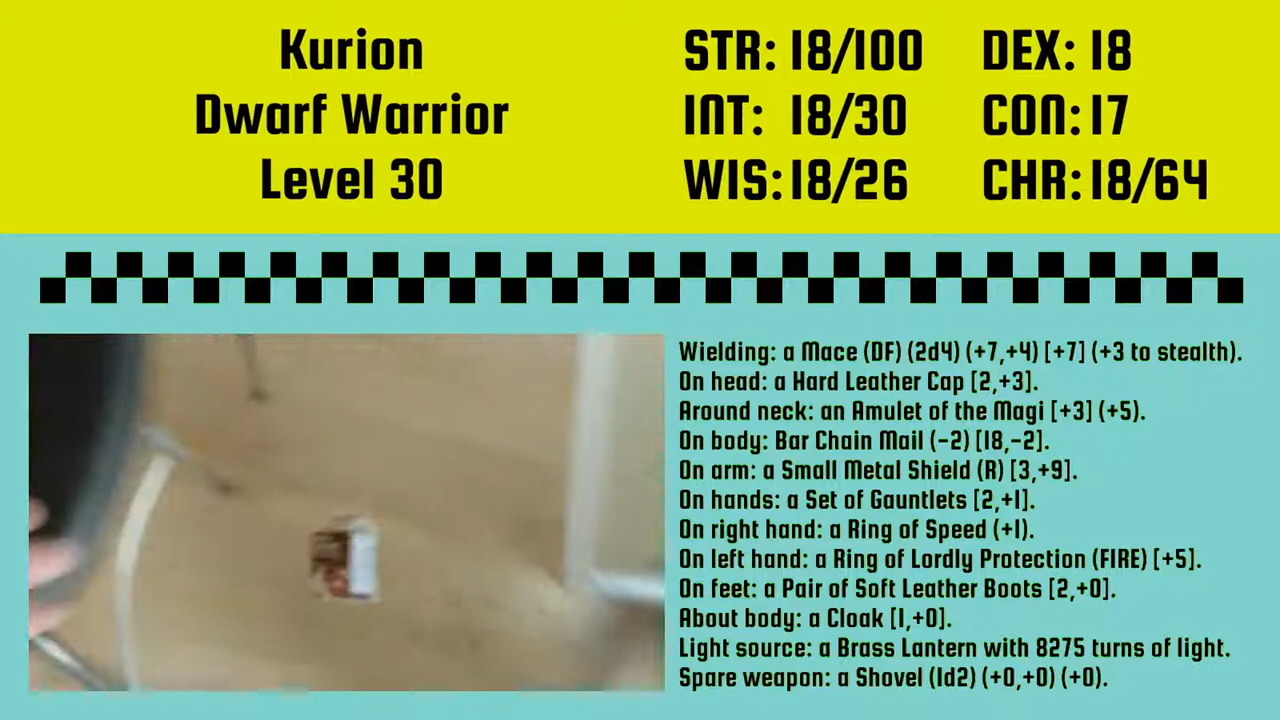 Kurion
Dwarf Warrior
Level 30
STR: 18/100 DEX: 18
INT: 18/30 CON: 17
WIS: 18/26 CHR: 18/64
Wielding: a Mace (DF) (2d4) (+7,+4) [+7] (+3 to stealth).
On head: a Hard Leather Cap [2,+3].
Around neck: an Amulet of the Magi [+3] (+5).
On body: Bar Chain Mail (-2) [18,-2].
On arm: a Small Metal Shield (R) [3,+9].
On hands: a Set of Gauntlets [2,+1].
On right hand: a Ring of Speed (+1).
On left hand: a Ring of Lordly Protection (FIRE) [+5].
On feet: a Pair of Soft Leather Boots [2,+0].
About body: a Cloak [1,+0].
Light source: a Brass Lantern with 8275 turns of light.
Spare weapon: a Shovel (1d2) (+0,+0) (+0).